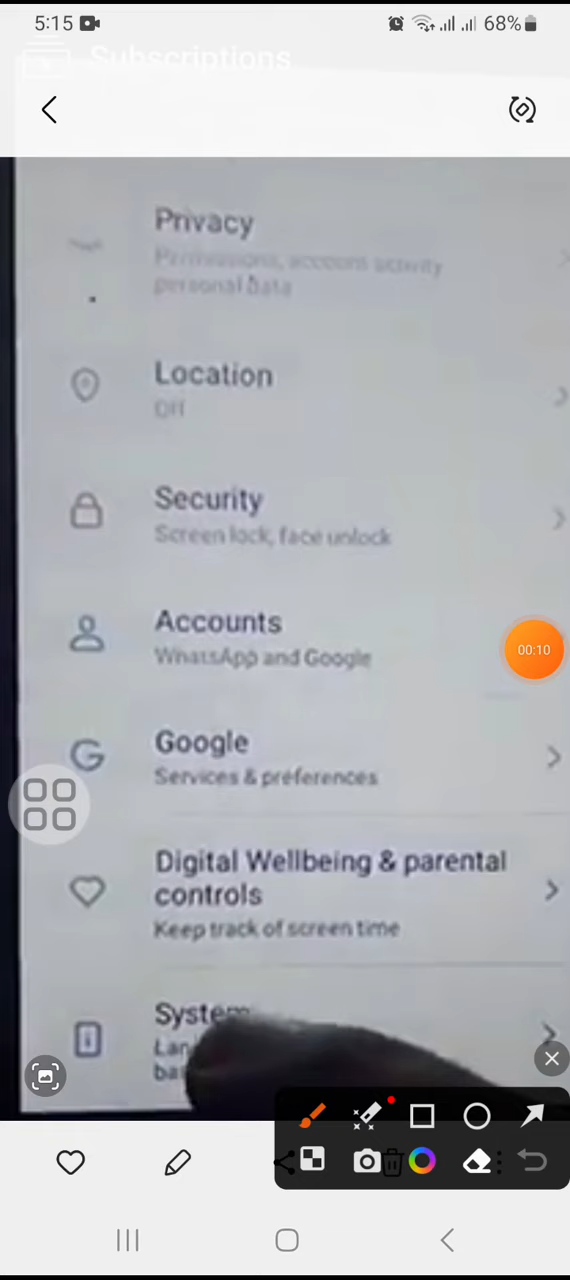 5:15
68%
Subscriptions
Privacy
Permissions, account activity
personal data
Location
Off
Security
Screen lock, face unlock
Accounts
WhatsApp and Google
00:10
Google
Services & preferences
Digital Wellbeing & parental
controls
Keep track of screen time
System